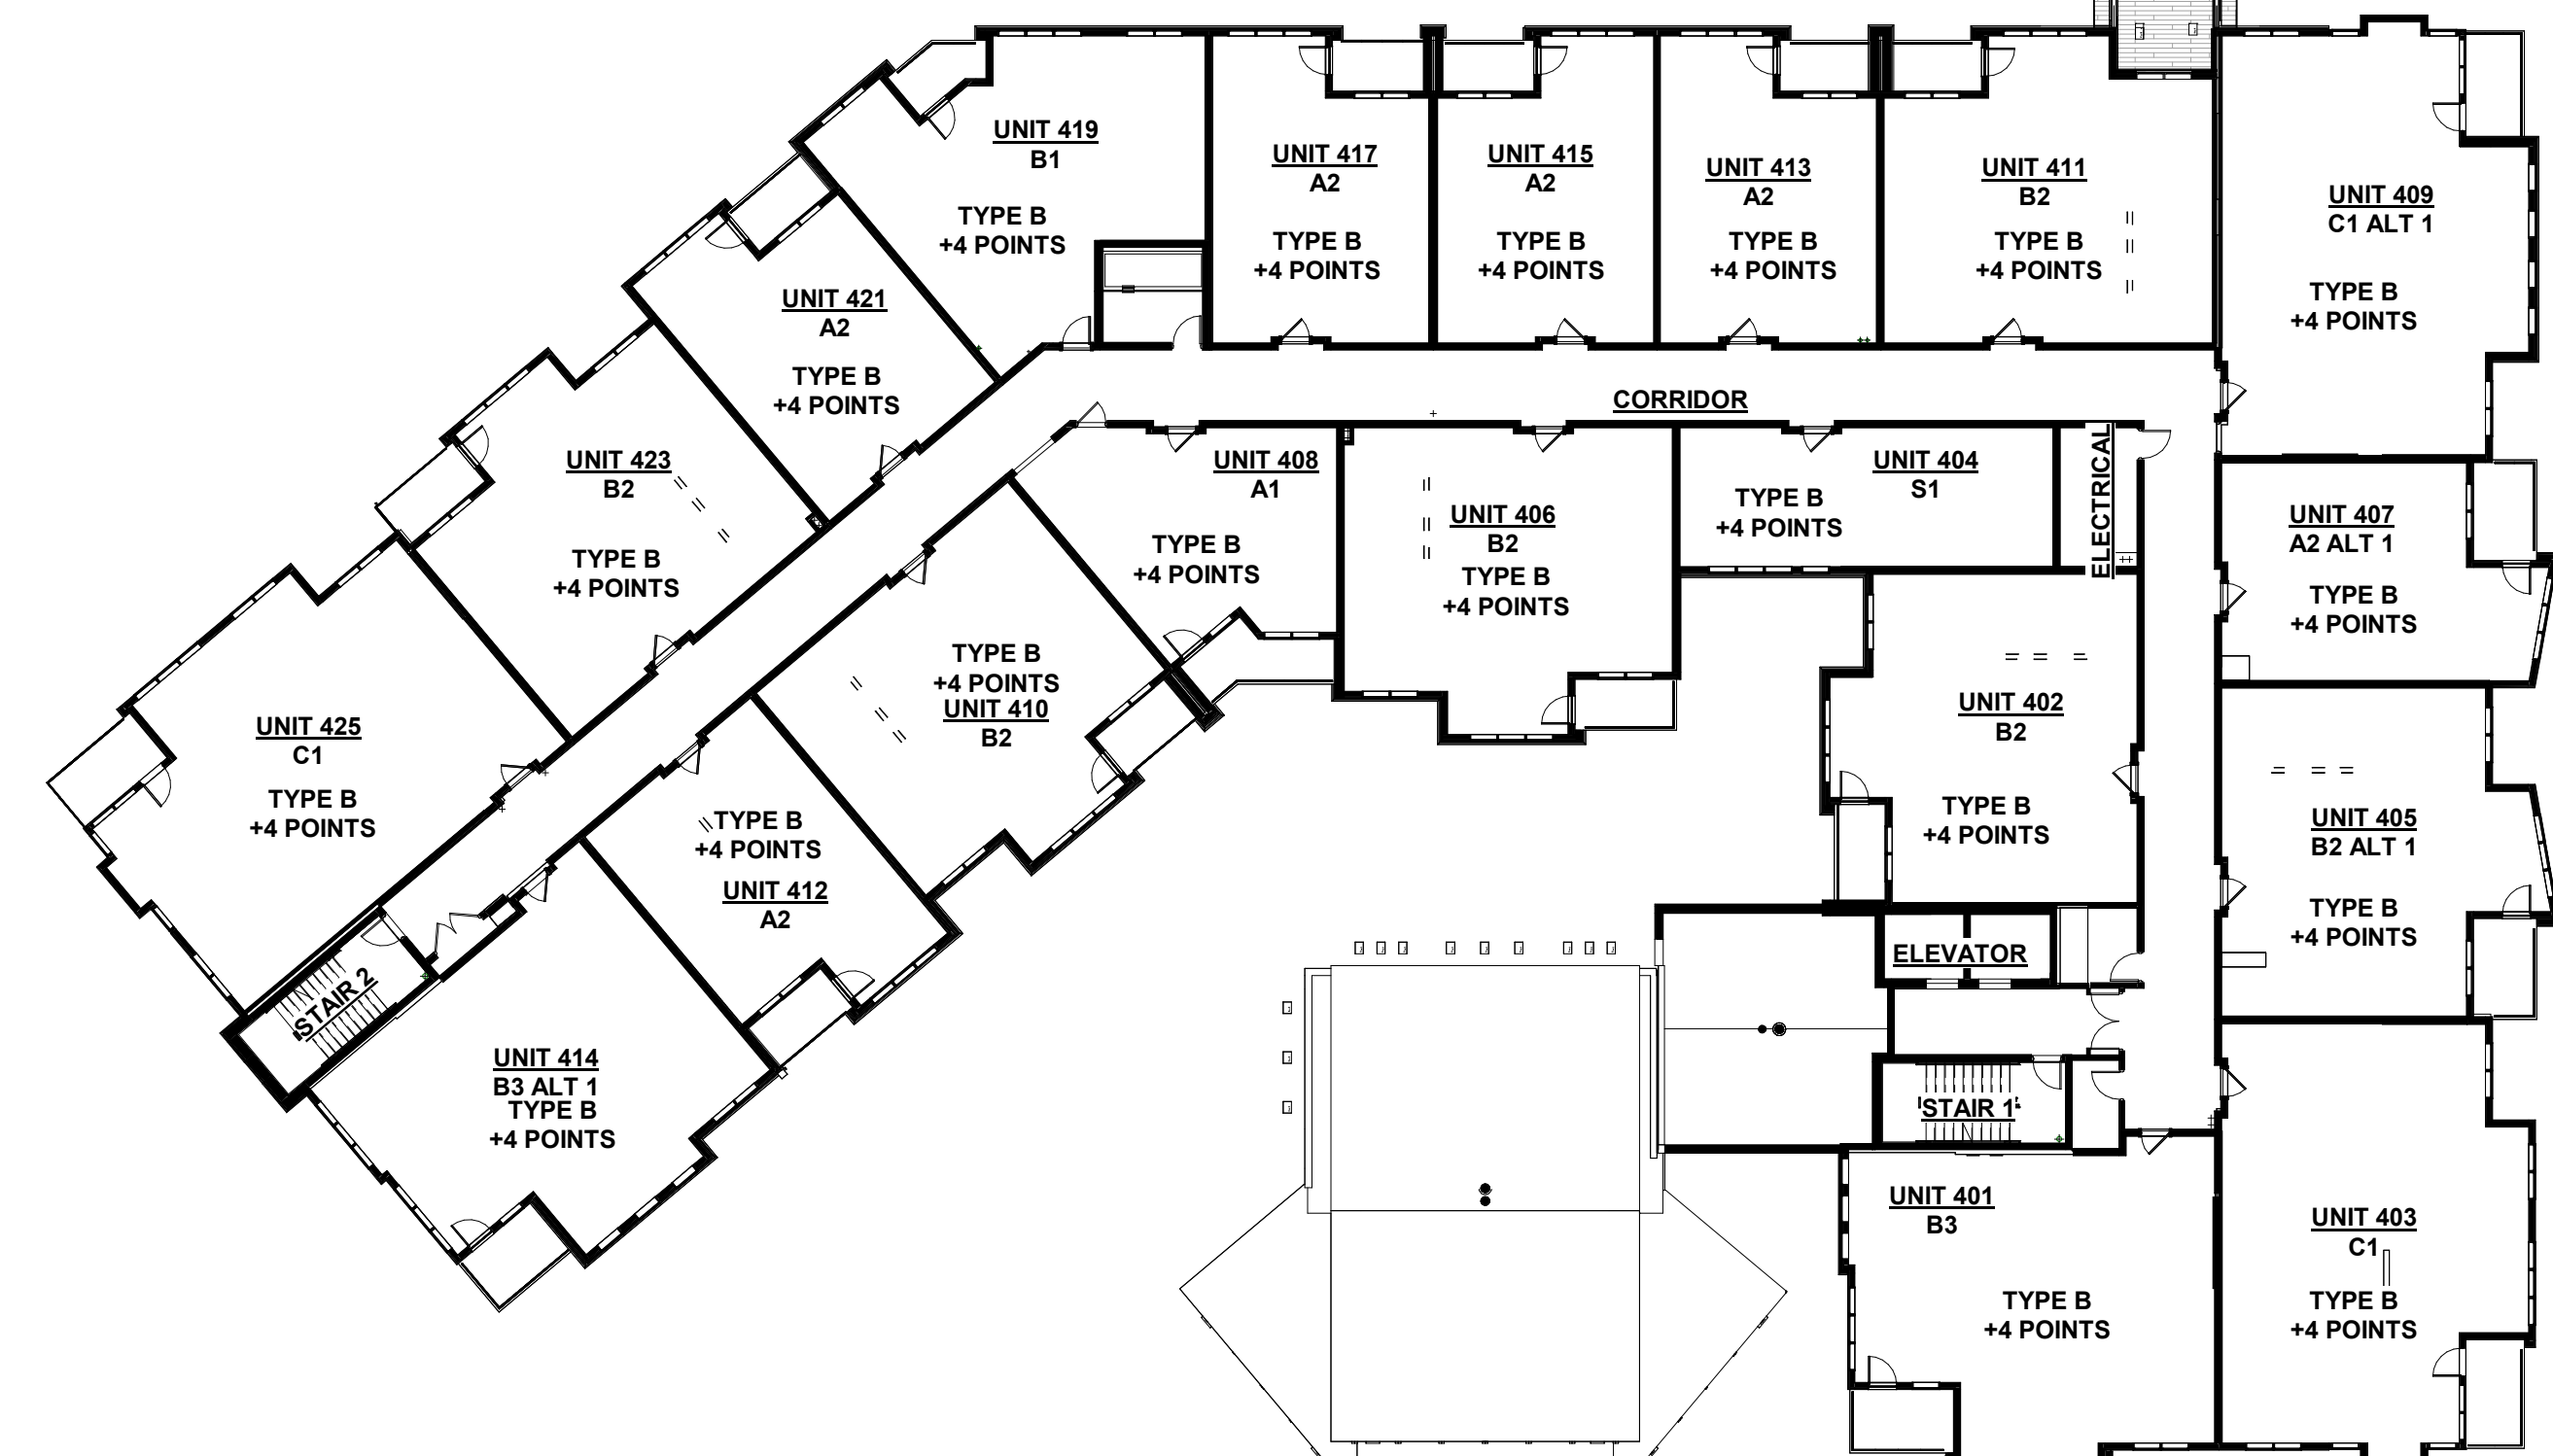 UNIT 419
B1
TYPE B
+4 POINTS
UNIT 417
A2
TYPE B
+4 POINTS
UNIT 415
A2
TYPE B
+4 POINTS
UNIT 413
A2
TYPE B
+4 POINTS
UNIT 411
B2
TYPE B
+4 POINTS
UNIT 409
C1 ALT 1
TYPE B
+4 POINTS
UNIT 421
A2
TYPE B
+4 POINTS
CORRIDOR
UNIT 423
B2
TYPE B
+4 POINTS
UNIT 408
A1
TYPE B
+4 POINTS
UNIT 406
B2
TYPE B
+4 POINTS
UNIT 404
S1
TYPE B
+4 POINTS
ELECTRICAL
UNIT 407
A2 ALT 1
TYPE B
+4 POINTS
UNIT 425
C1
TYPE B
+4 POINTS
TYPE B
+4 POINTS
UNIT 410
B2
UNIT 402
B2
TYPE B
+4 POINTS
UNIT 405
B2 ALT 1
TYPE B
+4 POINTS
TYPE B
+4 POINTS
UNIT 412
A2
ELEVATOR
STAIR 2
UNIT 414
B3 ALT 1
TYPE B
+4 POINTS
STAIR 1
UNIT 401
B3
TYPE B
+4 POINTS
UNIT 403
C1
TYPE B
+4 POINTS